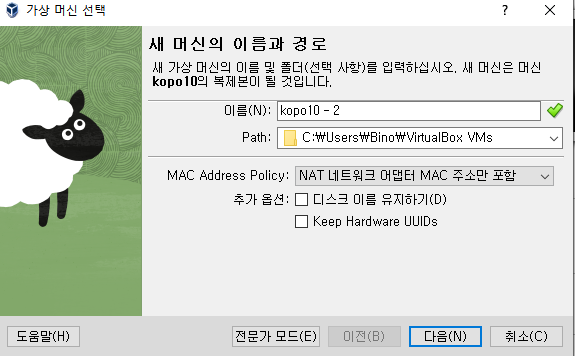 가상 머신 선택
새 머신의 이름과 경로
새 가상 머신의 이름 및 폴더(선택 사항)를 입력하십시오. 새 머신은 머신
kopo10의 복제본이 될 것입니다.
이름(N): kopo10 - 2
Path: C:₩Users₩Bino₩VirtualBox VMs
MAC Address Policy: NAT 네트워크 어댑터 MAC 주소만 포함
추가 옵션: 디스크 이름 유지하기(D)
Keep Hardware UUIDs
도움말(H) 전문가 모드(E) 이전(B) 다음(N) 취소(C)